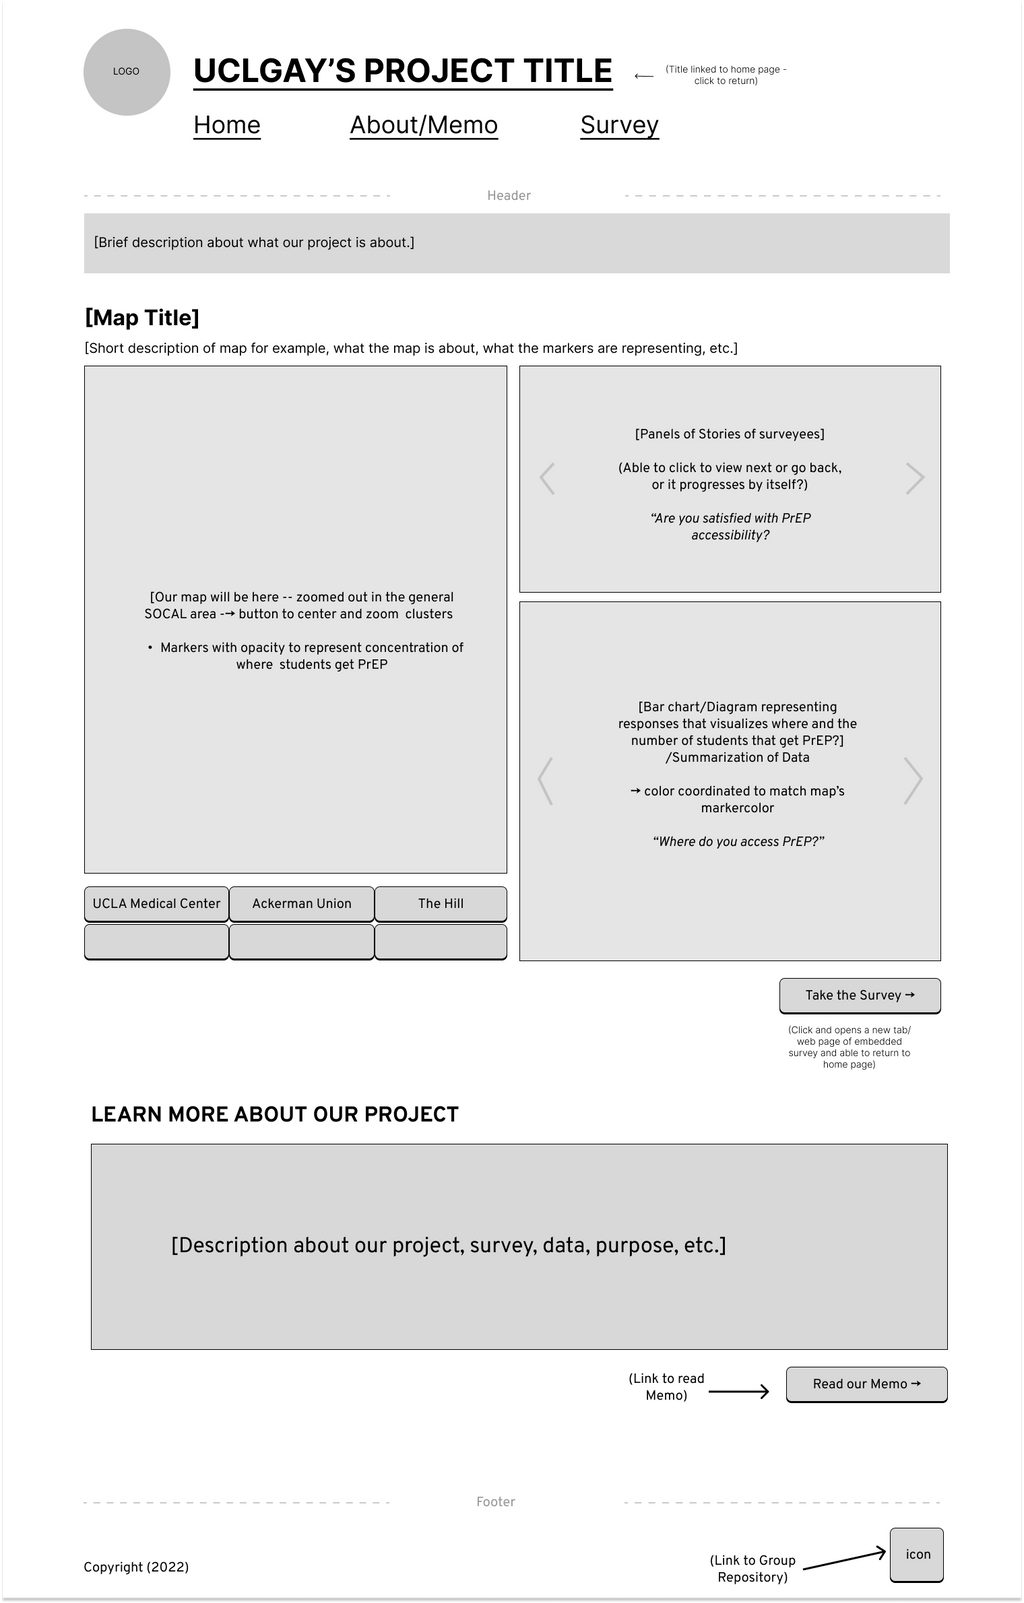 LOGO
UCLGAY’S PROJECT TITLE
(Title linked to home page -
click to return)
Home
About/Memo
Survey
Header
[Brief description about what our project is about.]
[Map Title]
[Short description of map for example, what the map is about, what the markers are representing, etc.]
[Our map will be here -- zoomed out in the general
SOCAL area -→ button to center and zoom  clusters
• Markers with opacity to represent concentration of
where  students get PrEP
[Panels of Stories of surveyees]
(Able to click to view next or go back,
or it progresses by itself?)
“Are you satisfied with PrEP
accessibility?
[Bar chart/Diagram representing
responses that visualizes where and the
number of students that get PrEP?]
/Summarization of Data
→ color coordinated to match map’s
markercolor
“Where do you access PrEP?”
UCLA Medical Center
Ackerman Union
The Hill
Take the Survey →
(Click and opens a new tab/
web page of embedded
survey and able to return to
home page)
LEARN MORE ABOUT OUR PROJECT
[Description about our project, survey, data, purpose, etc.]
(Link to read
Memo)
Read our Memo →
Footer
Copyright (2022)
(Link to Group
Repository)
icon